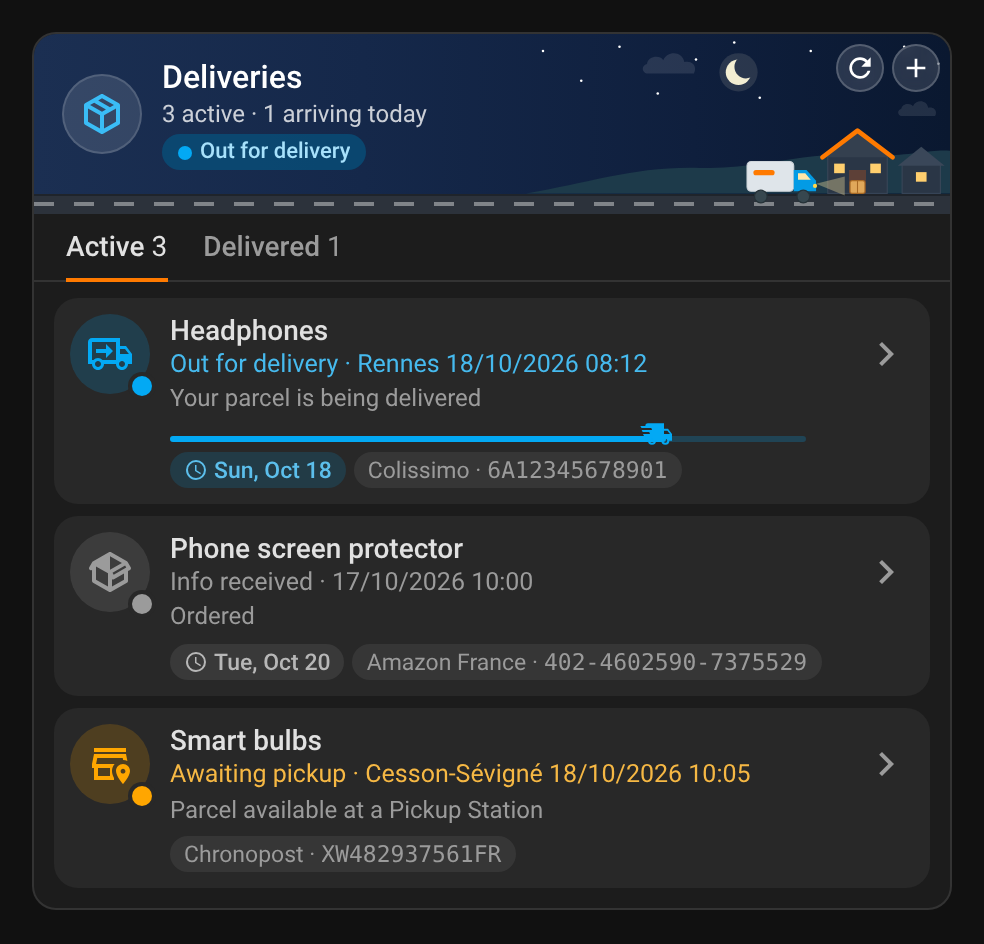 Deliveries
3 active · 1 arriving today
Out for delivery
Active 3
Delivered 1
Headphones
Out for delivery · Rennes 18/10/2026 08:12
Your parcel is being delivered
Sun, Oct 18
Colissimo · 6A12345678901
Phone screen protector
Info received · 17/10/2026 10:00
Ordered
Tue, Oct 20
Amazon France · 402-4602590-7375529
Smart bulbs
Awaiting pickup · Cesson-Sévigné 18/10/2026 10:05
Parcel available at a Pickup Station
Chronopost · XW482937561FR